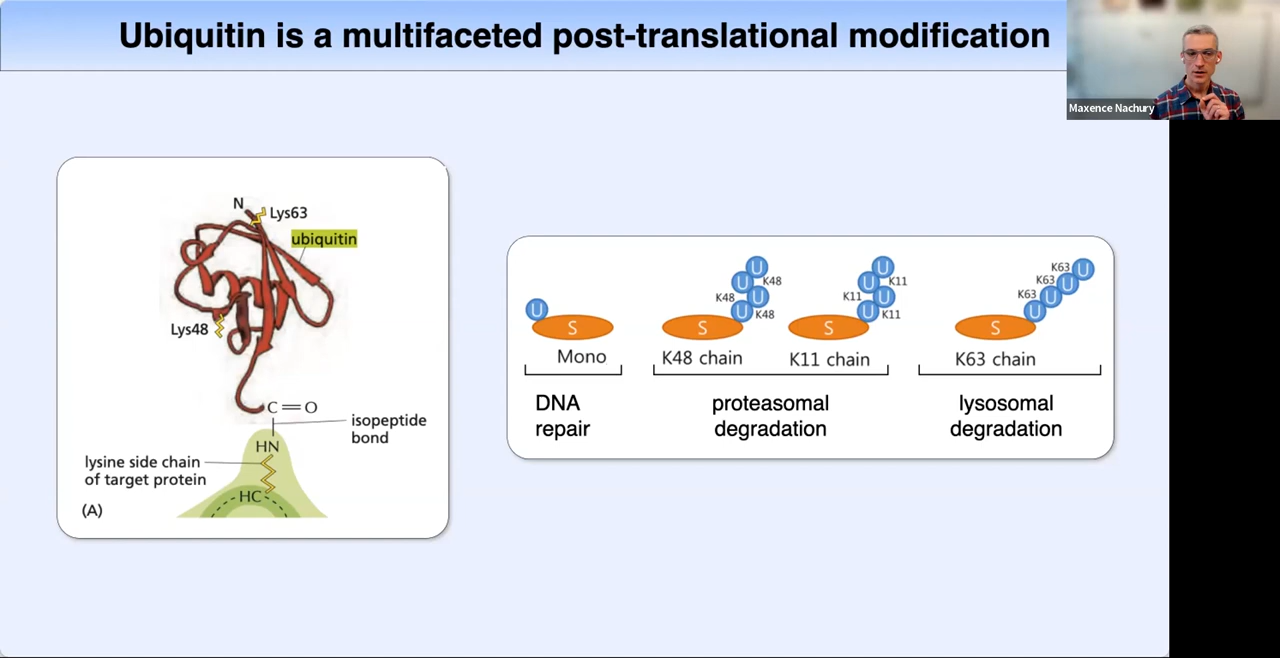 Ubiquitin is a multifaceted post-translational modification
Maxence Nachury
N
Lys63
ubiquitin
Lys48
C=O
isopeptide
bond
HN
lysine side chain
of target protein
HC
(A)
U
S
Mono
DNA
repair
U
U
K48
K48
U
U
K48
S
K48 chain
U
U
K11
K11
U
U
K11
S
K11 chain
proteasomal
degradation
K63
U
K63
U
K63
U
U
S
K63 chain
lysosomal
degradation